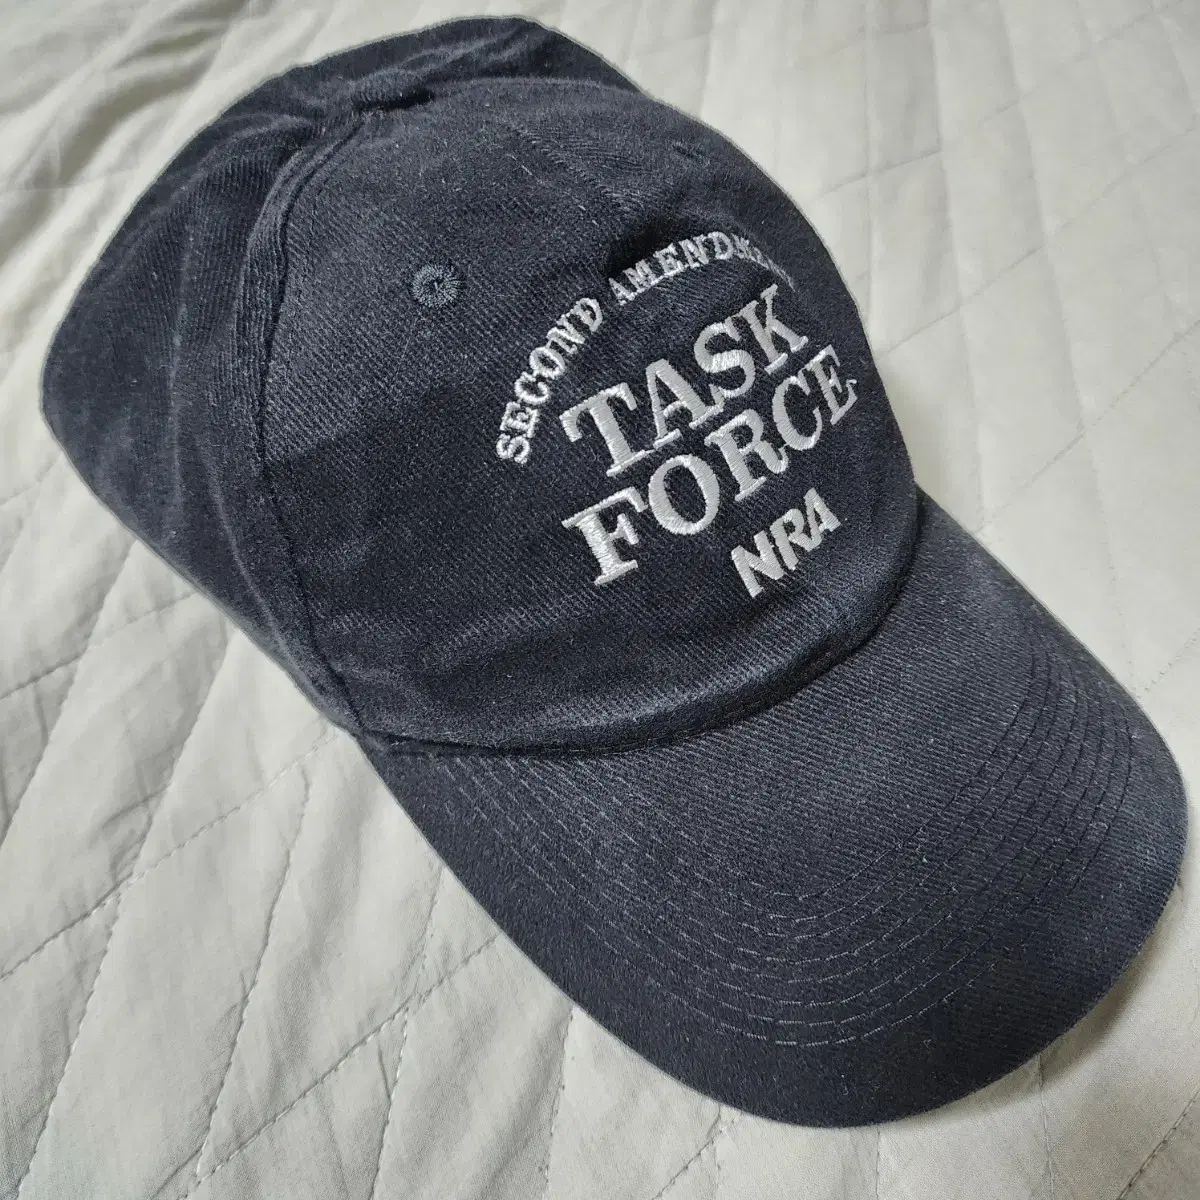 SECOND AMENDMENT
TASK
FORCE
NRA